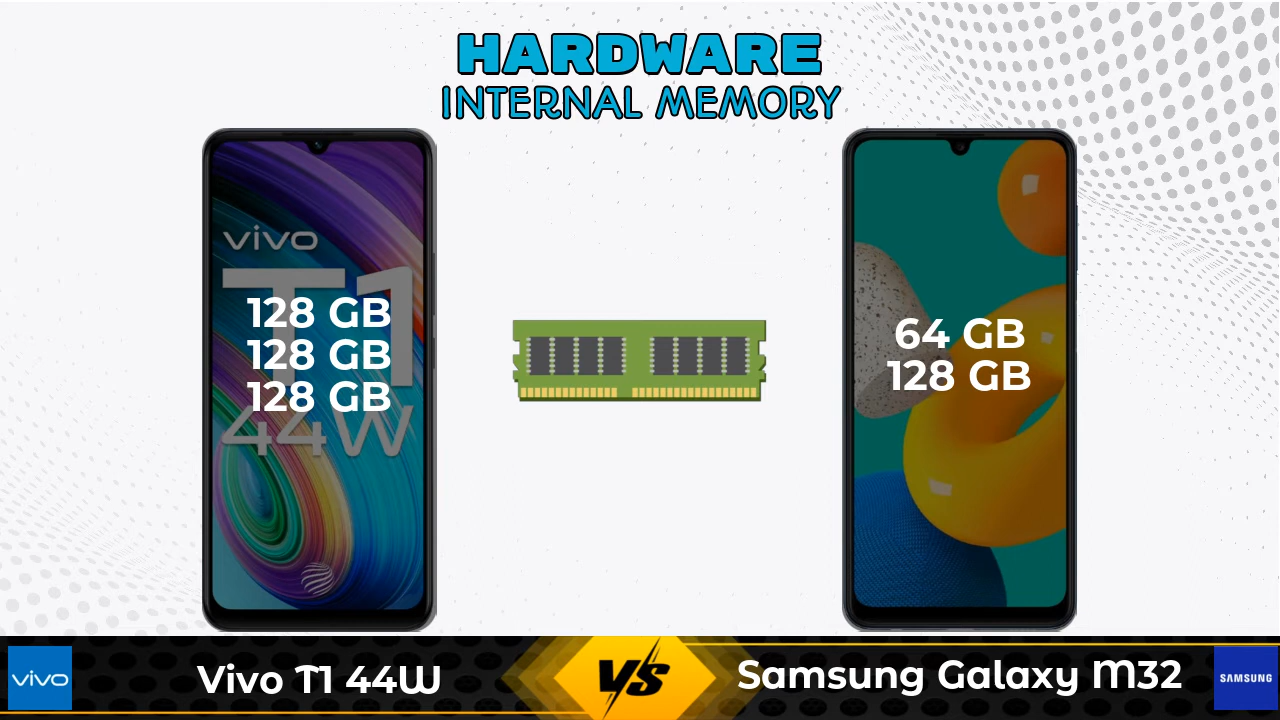 HARDWARE
INTERNAL MEMORY
vivo
T1
44W
128 GB
128 GB
128 GB
64 GB
128 GB
vivo
Vivo T1 44W
VS
Samsung Galaxy M32
SAMSUNG